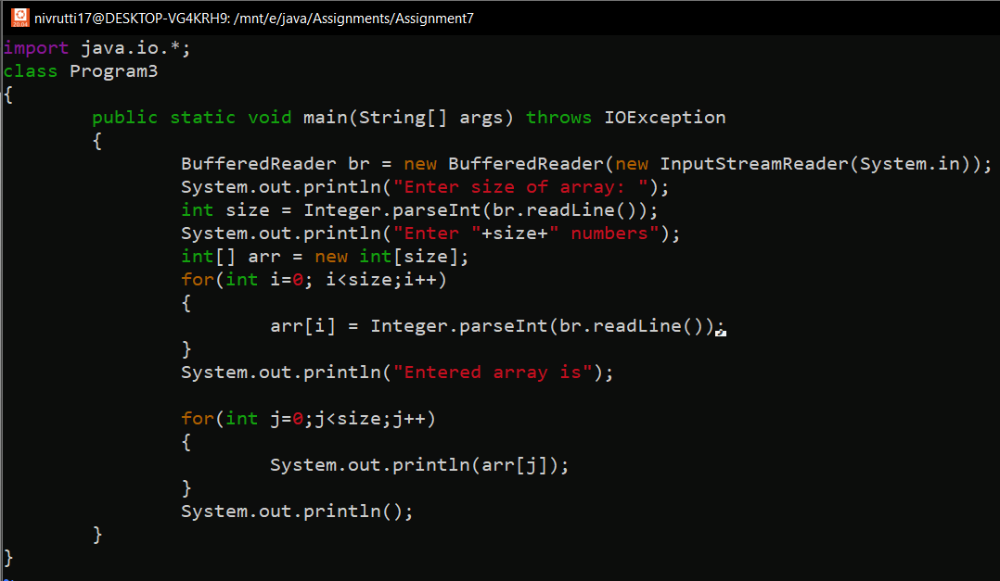 20.04 nivrutti17@DESKTOP-VG4KRH9: /mnt/e/java/Assignments/Assignment7
import java.io.*;
class Program3
{
        public static void main(String[] args) throws IOException
        {
                BufferedReader br = new BufferedReader(new InputStreamReader(System.in));
                System.out.println("Enter size of array: ");
                int size = Integer.parseInt(br.readLine());
                System.out.println("Enter "+size+" numbers");
                int[] arr = new int[size];
                for(int i=0; i<size;i++)
                {
                        arr[i] = Integer.parseInt(br.readLine());
                }
                System.out.println("Entered array is");

                for(int j=0;j<size;j++)
                {
                        System.out.println(arr[j]);
                }
                System.out.println();
        }
}